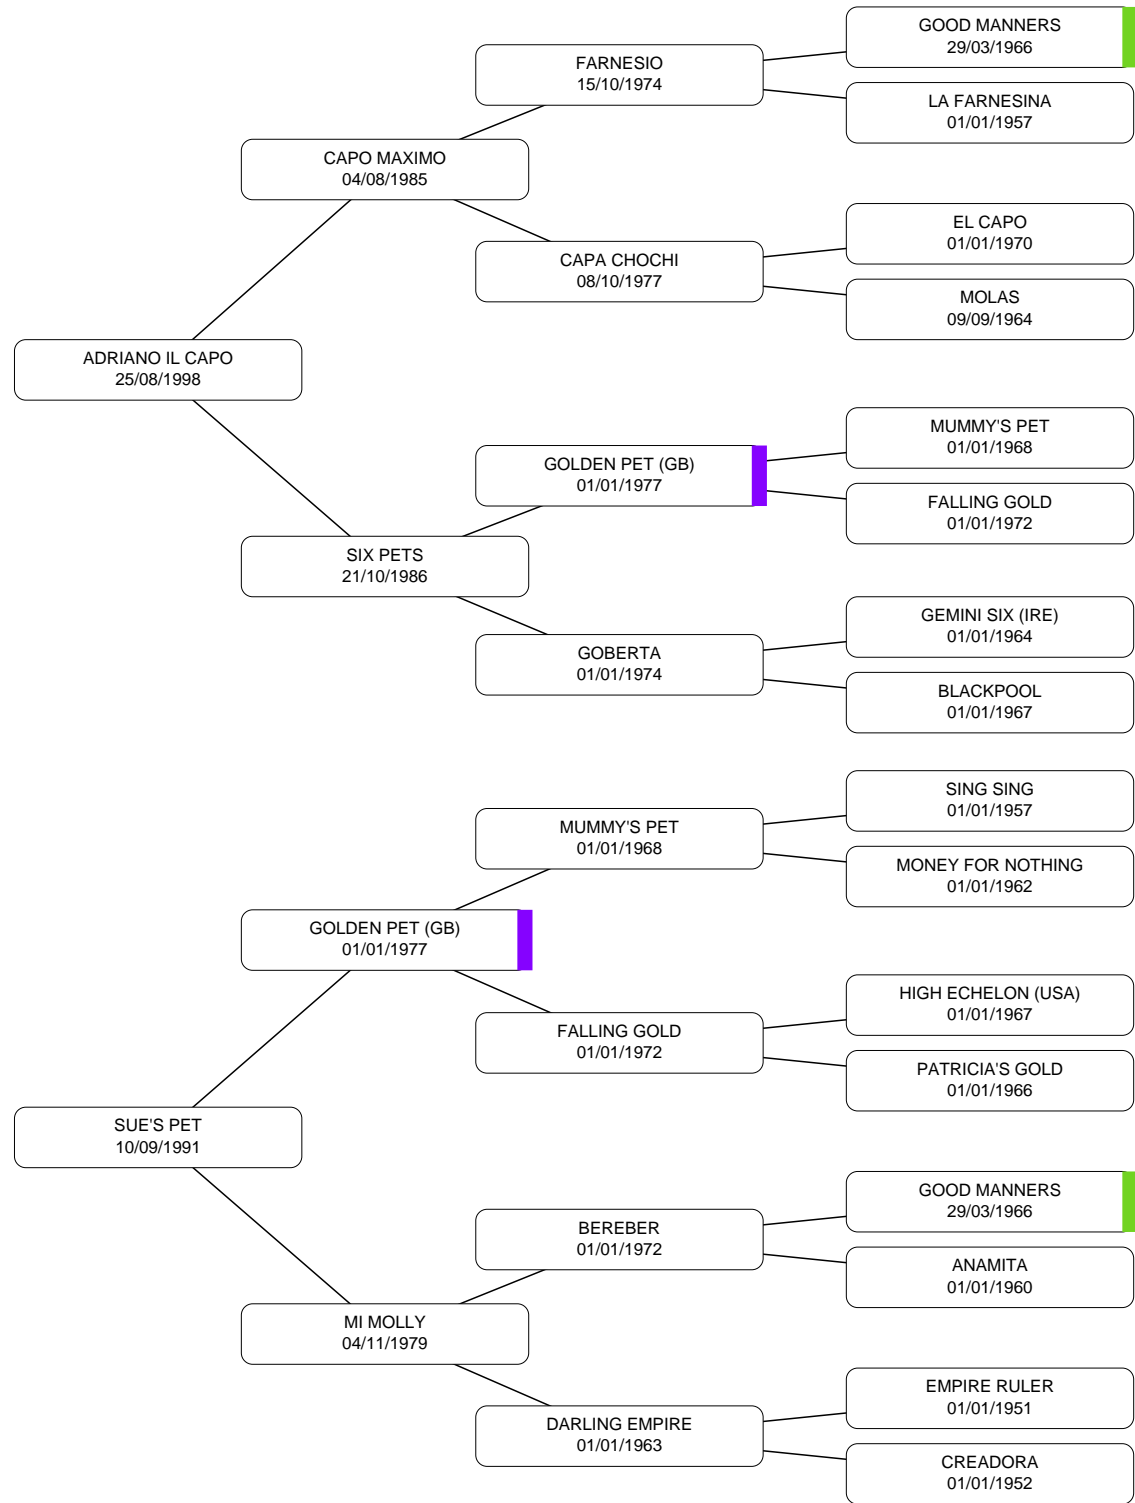 GOOD MANNERS
29/03/1966
FARNESIO
15/10/1974
LA FARNESINA
01/01/1957
CAPO MAXIMO
04/08/1985
EL CAPO
01/01/1970
CAPA CHOCHI
08/10/1977
MOLAS
09/09/1964
ADRIANO IL CAPO
25/08/1998
MUMMY'S PET
01/01/1968
GOLDEN PET (GB)
01/01/1977
FALLING GOLD
01/01/1972
SIX PETS
21/10/1986
GEMINI SIX (IRE)
01/01/1964
GOBERTA
01/01/1974
BLACKPOOL
01/01/1967
SING SING
01/01/1957
MUMMY'S PET
01/01/1968
MONEY FOR NOTHING
01/01/1962
GOLDEN PET (GB)
01/01/1977
HIGH ECHELON (USA)
01/01/1967
FALLING GOLD
01/01/1972
PATRICIA'S GOLD
01/01/1966
SUE'S PET
10/09/1991
GOOD MANNERS
29/03/1966
BEREBER
01/01/1972
ANAMITA
01/01/1960
MI MOLLY
04/11/1979
EMPIRE RULER
01/01/1951
DARLING EMPIRE
01/01/1963
CREADORA
01/01/1952